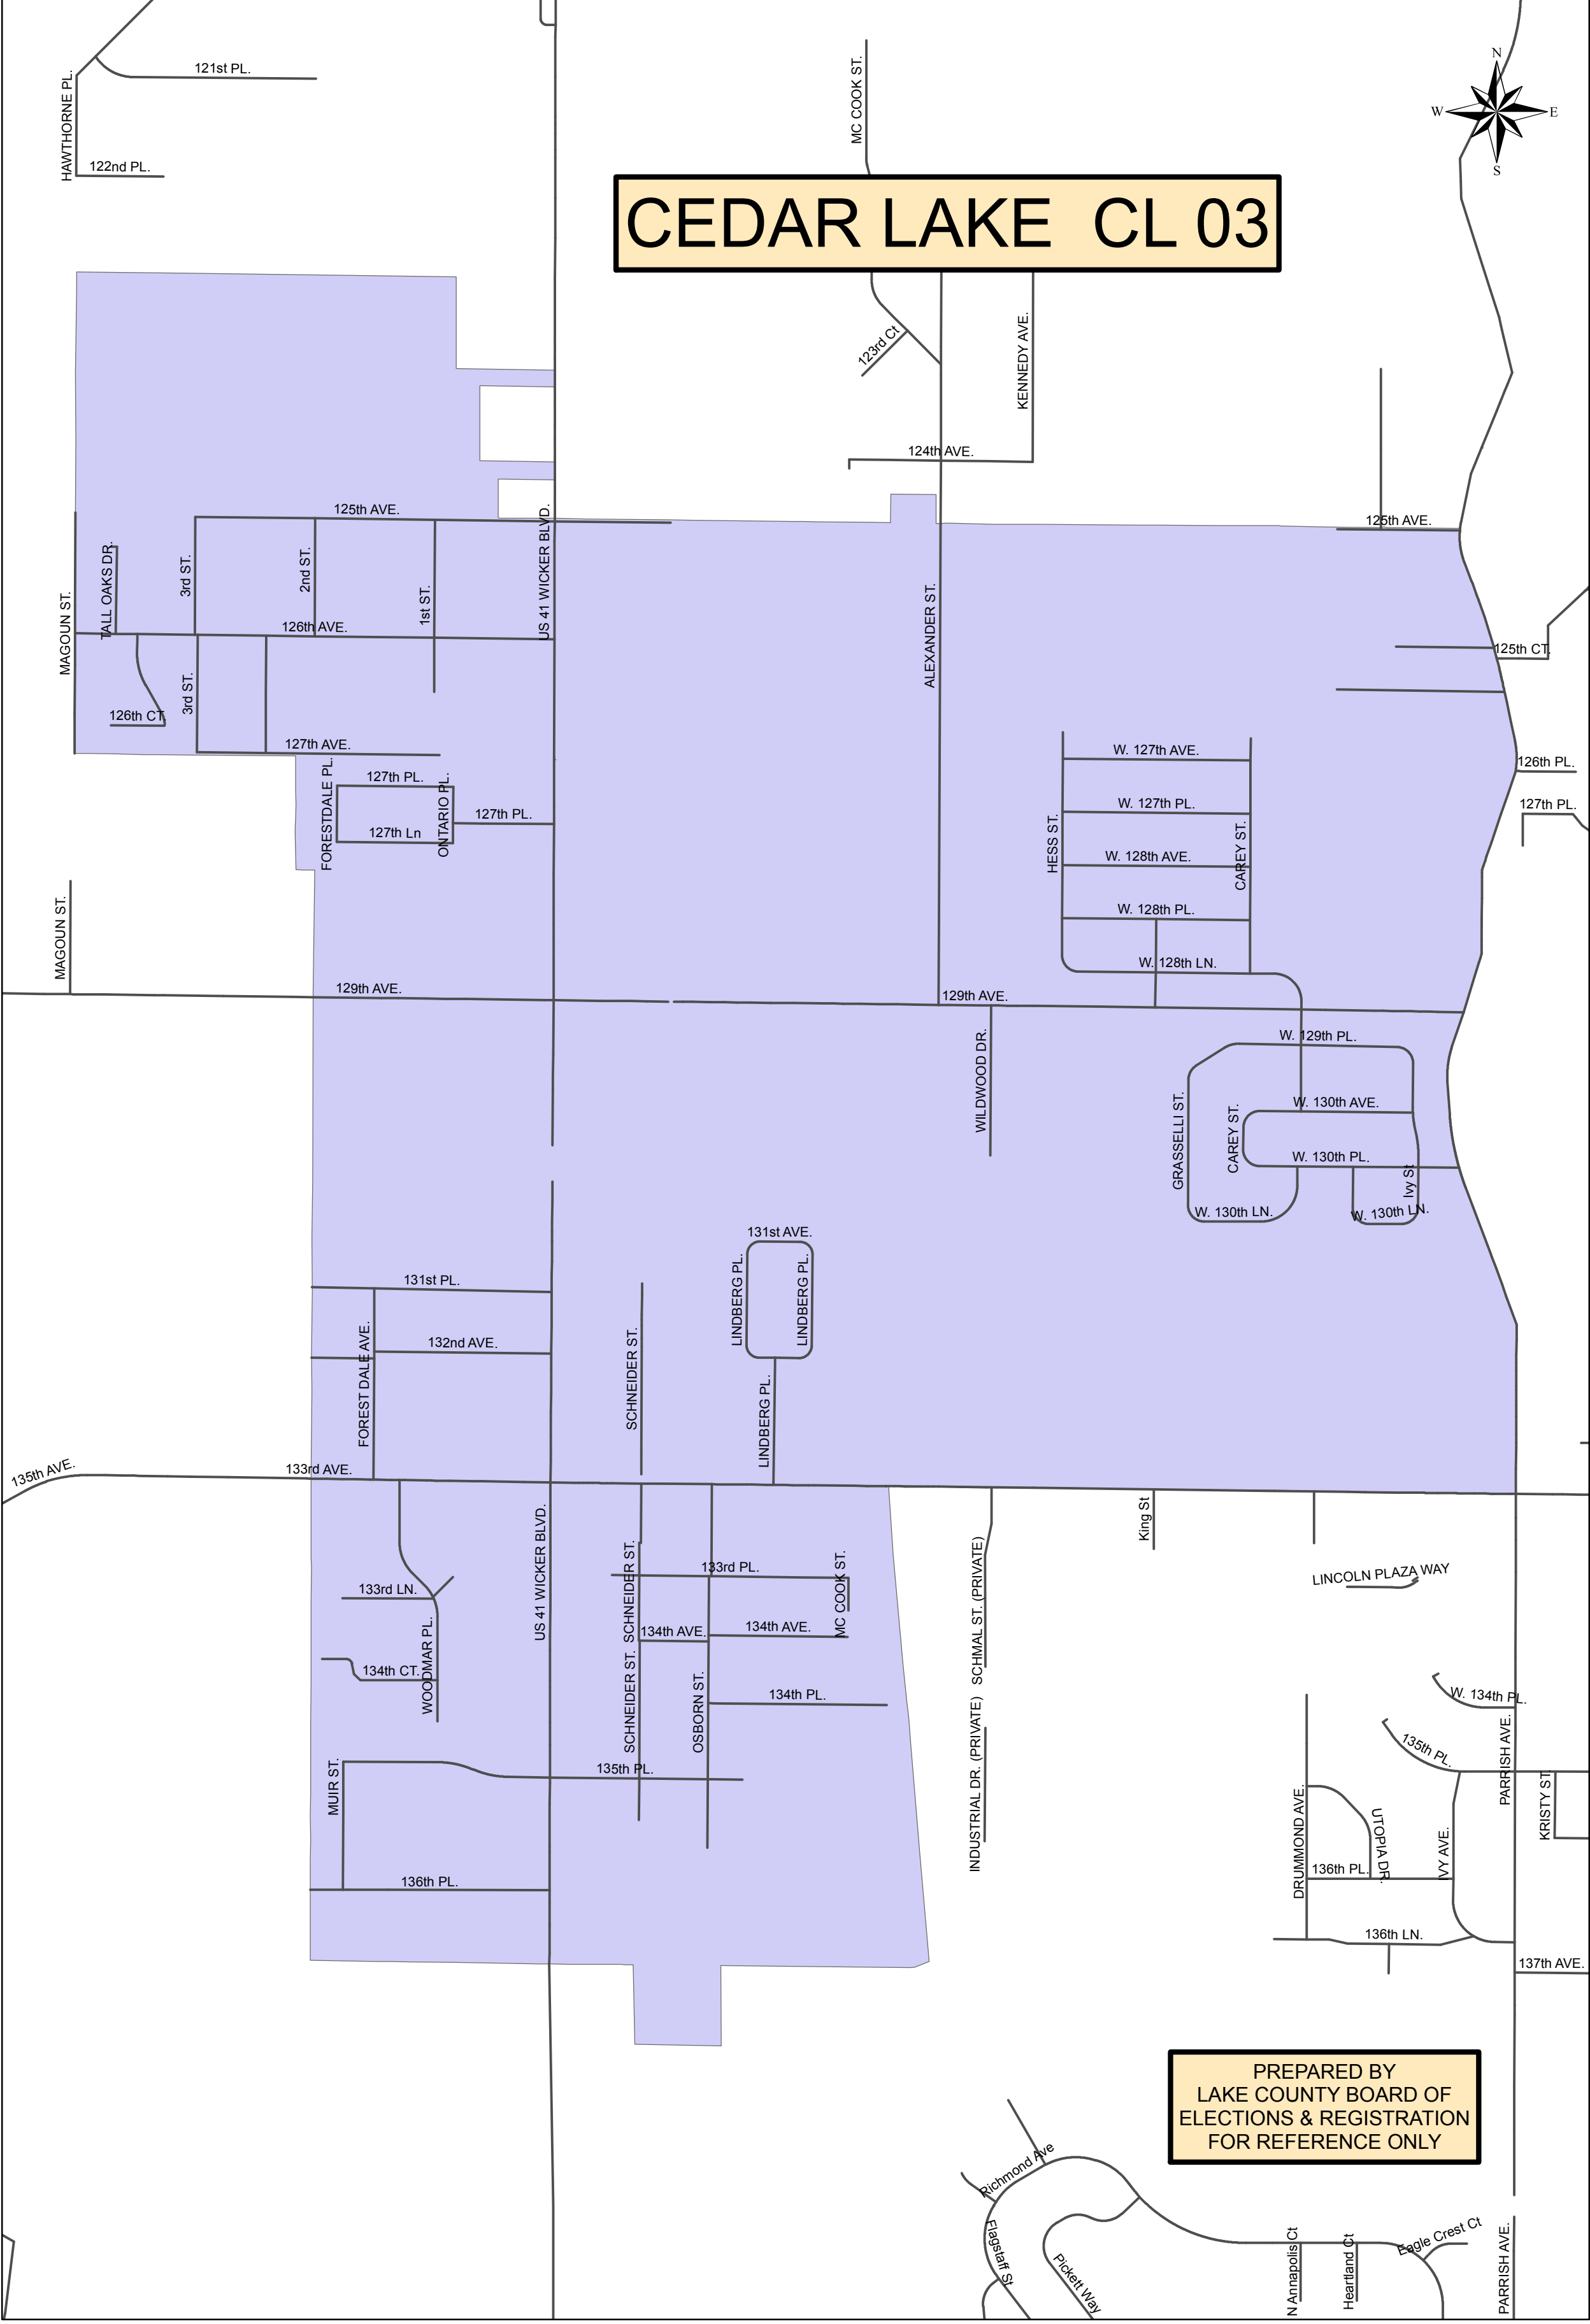 N
W
E
S
121st PL.
HAWTHORNE PL.
122nd PL.
MC COOK ST.
CEDAR LAKE CL 03
123rd Ct
KENNEDY AVE.
124th AVE.
125th AVE.
US 41 WICKER BLVD.
125th AVE.
TALL OAKS DR.
3rd ST.
2nd ST.
1st ST.
MAGOUN ST.
126th AVE.
ALEXANDER ST.
125th CT.
3rd ST.
126th CT.
127th AVE.
W. 127th AVE.
126th PL.
FORESTDALE PL.
127th PL.
ONTARIO PL.
127th PL.
127th Ln
W. 127th PL.
127th PL.
HESS ST.
CAREY ST.
W. 128th AVE.
W. 128th PL.
MAGOUN ST.
W. 128th LN.
129th AVE.
129th AVE.
WILDWOOD DR.
W. 129th PL.
GRASSELLI ST.
CAREY ST.
W. 130th AVE.
W. 130th PL.
Ivy St
W. 130th LN.
W. 130th LN.
131st AVE.
LINDBERG PL.
LINDBERG PL.
131st PL.
132nd AVE.
FOREST DALE AVE.
SCHNEIDER ST.
LINDBERG PL.
135th AVE.
133rd AVE.
US 41 WICKER BLVD.
King St
SCHNEIDER ST.
133rd PL.
MC COOK ST.
SCHMAL ST. (PRIVATE)
LINCOLN PLAZA WAY
133rd LN.
WOODMAR PL.
134th AVE.
134th AVE.
134th CT.
SCHNEIDER ST.
OSBORN ST.
134th PL.
W. 134th PL.
INDUSTRIAL DR. (PRIVATE)
135th PL.
PARRISH AVE.
135th PL.
MUIR ST.
KRISTY ST.
DRUMMOND AVE.
UTOPIA DR.
IVY AVE.
136th PL.
136th PL.
136th LN.
137th AVE.
PREPARED BY
LAKE COUNTY BOARD OF
ELECTIONS & REGISTRATION
FOR REFERENCE ONLY
Richmond Ave
Flagstaff St
Pickett Way
N Annapolis Ct
Heartland Ct
Eagle Crest Ct
PARRISH AVE.